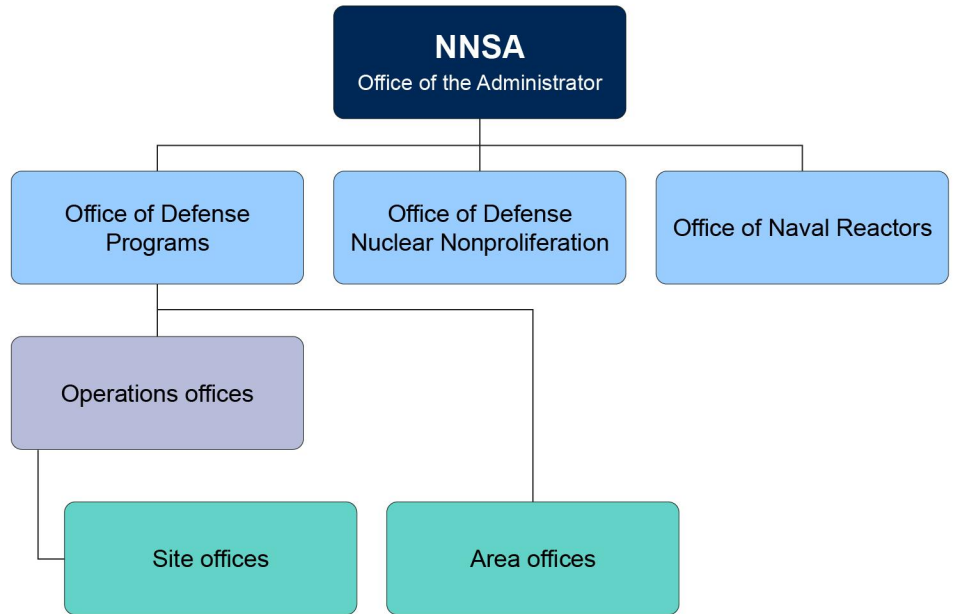 NNSA
Office of the Administrator
Office of Defense
Programs
Office of Defense
Nuclear Nonproliferation
Office of Naval Reactors
Operations offices
Site offices
Area offices